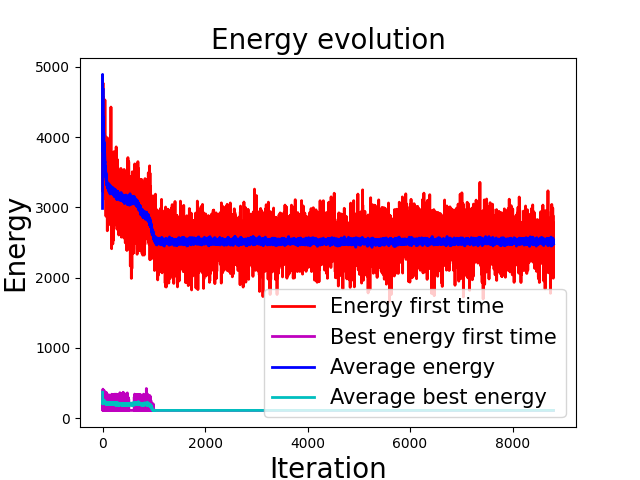 Energy evolution
5000
4000
3000
2000
1000
0
Energy
Energy first time
Best energy first time
Average energy
Average best energy
0 2000 4000 6000 8000
Iteration